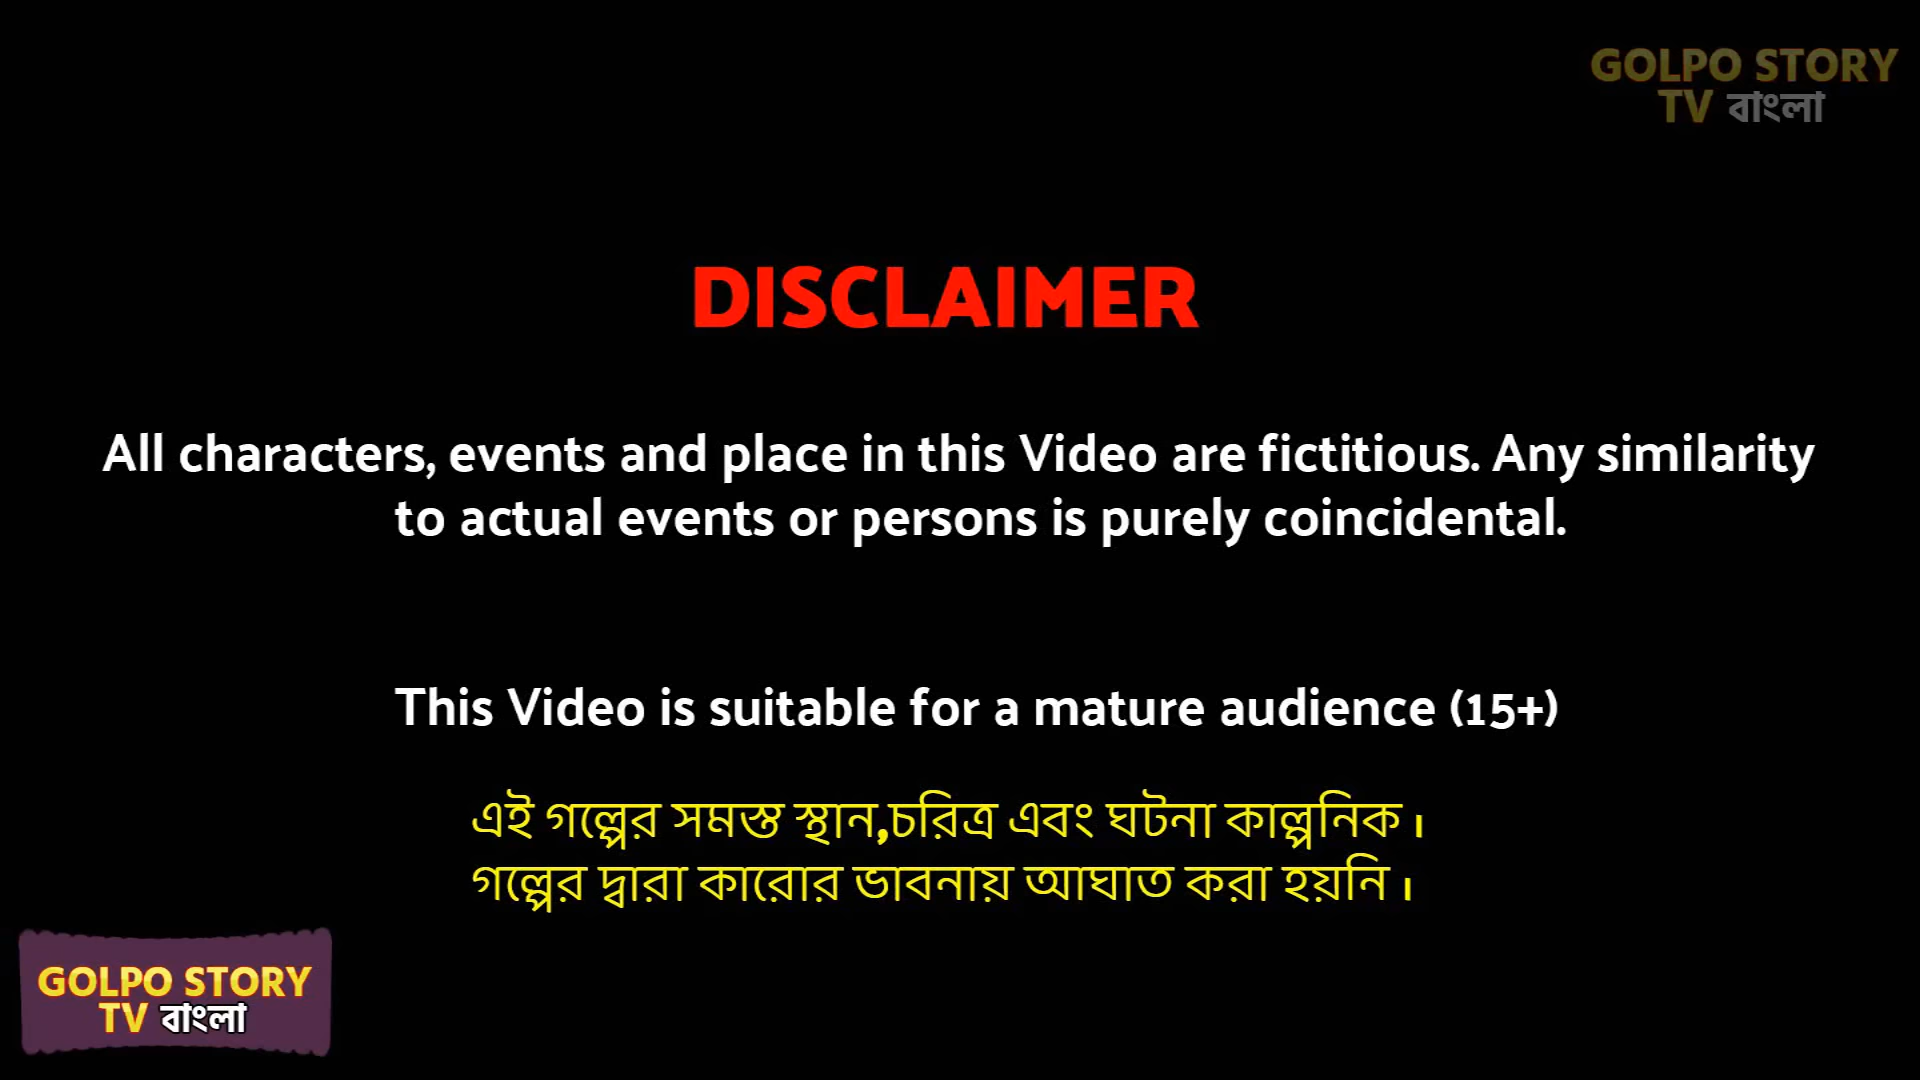 GOLPO STORY
TV বাংলা
DISCLAIMER
All characters, events and place in this Video are fictitious. Any similarity
to actual events or persons is purely coincidental.
This Video is suitable for a mature audience (15+)
এই গল্পের সমস্ত স্থান,চরিত্র এবং ঘটনা কাল্পনিক ।
গল্পের দ্বারা কারোর ভাবনায় আঘাত করা হয়নি ।
GOLPO STORY
TV বাংলা